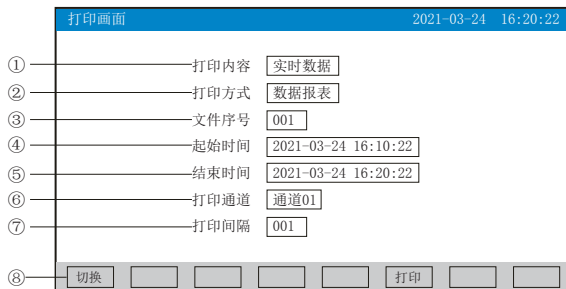 打印画面 2021-03-24 16:20:22
① 打印内容 实时数据
② 打印方式 数据报表
③ 文件序号 001
④ 起始时间 2021-03-24 16:10:22
⑤ 结束时间 2021-03-24 16:20:22
⑥ 打印通道 通道01
⑦ 打印间隔 001
⑧ 切换 打印